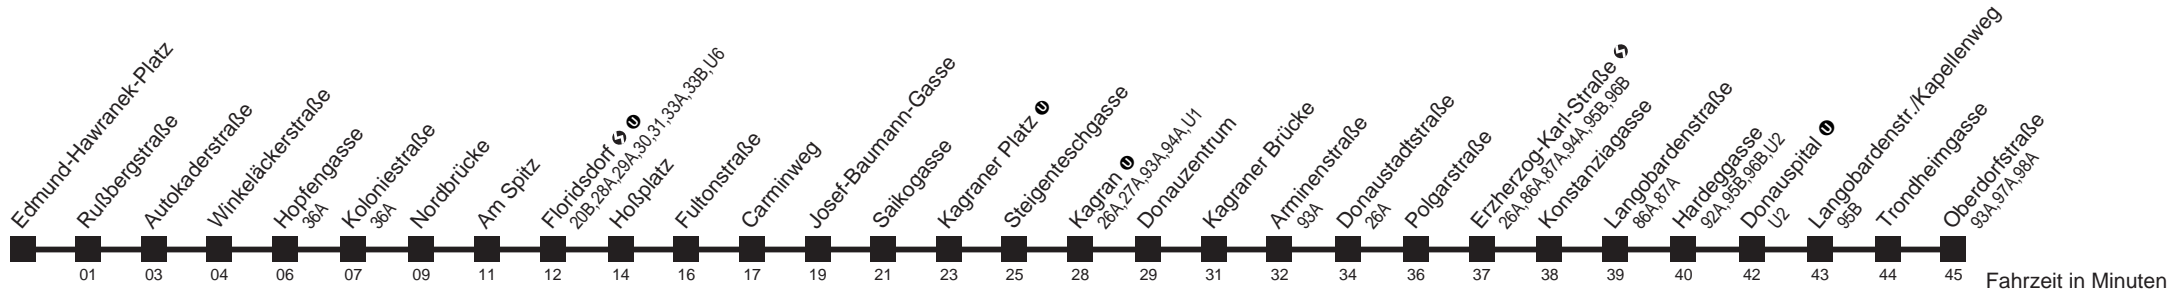 Edmund-Hawranek-Platz
Rußbergstraße
Autokaderstraße
Winkeläckerstraße
Hopfengasse
36A
Koloniestraße
36A
Nordbrücke
Am Spitz
Floridsdorf
20B,28A,29A,30,31,33A,33B,U6
Hoßplatz
Fultonstraße
Carminweg
Josef-Baumann-Gasse
Saikogasse
Kagraner Platz U
Steigenteschgasse
Kagran U
26A,27A,93A,94A,U1
Donauzentrum
Kagraner Brücke
Arminenstraße
93A
Donaustadtstraße
26A
Polgarstraße
Erzherzog-Karl-Straße
26A,86A,87A,94A,95B,96B
Konstanziagasse
Langobardenstraße
86A,87A
Hardeggasse
92A,95B,96B,U2
Donauspital U
U2
Langobardenstr./Kapellenweg
95B
Trondheimgasse
Oberdorfstraße
93A,97A,98A
01 03 04 06 07 09 11 12 14 16 17 19 21 23 25 28 29 31 32 34 36 37 38 39 40 42 43 44 45 Fahrzeit in Minuten